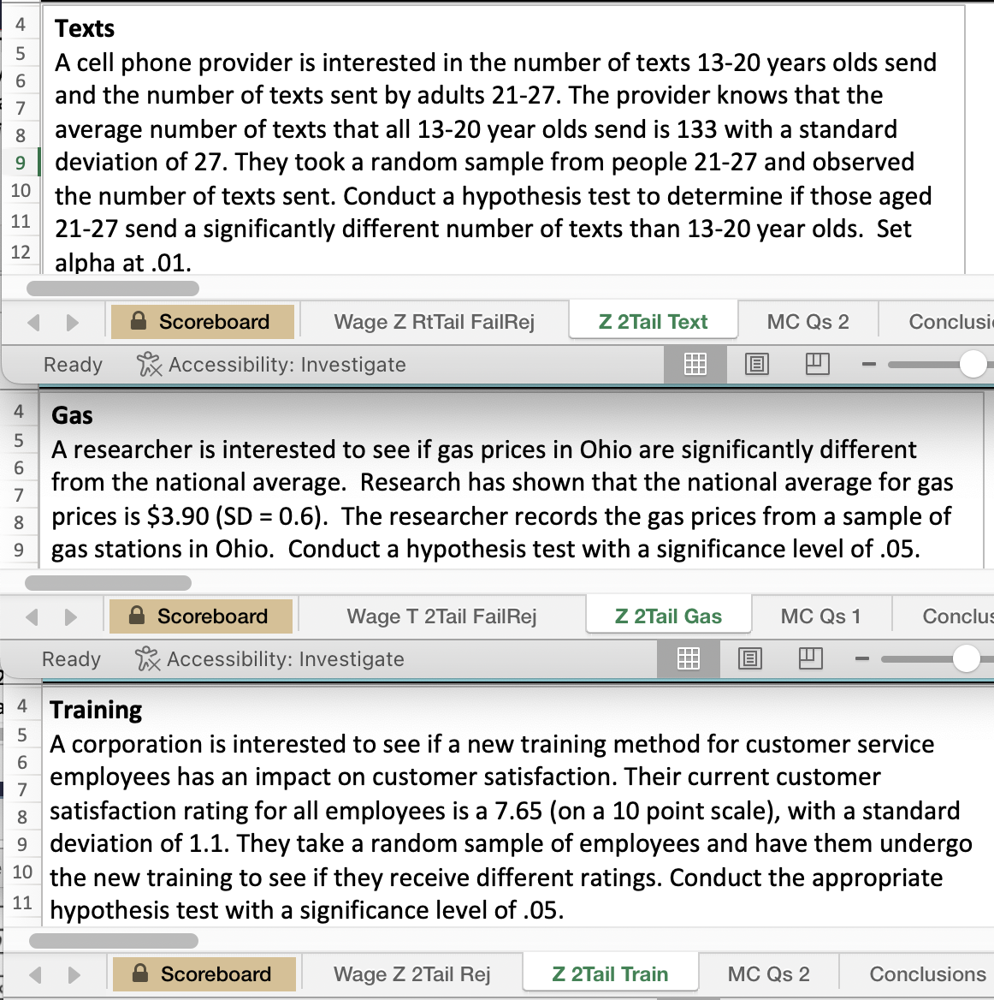 4
Texts
5
A cell phone provider is interested in the number of texts 13-20 years olds send
6
and the number of texts sent by adults 21-27. The provider knows that the
7
average number of texts that all 13-20 year olds send is 133 with a standard
8
deviation of 27. They took a random sample from people 21-27 and observed
9
the number of texts sent. Conduct a hypothesis test to determine if those aged
10
21-27 send a significantly different number of texts than 13-20 year olds.  Set
11
alpha at .01.
12
Scoreboard
Wage Z RtTail FailRej
Z 2Tail Text
MC Qs 2
Conclusi
Ready
Accessibility: Investigate
4
Gas
5
A researcher is interested to see if gas prices in Ohio are significantly different
6
from the national average.  Research has shown that the national average for gas
7
prices is $3.90 (SD = 0.6).  The researcher records the gas prices from a sample of
8
gas stations in Ohio.  Conduct a hypothesis test with a significance level of .05.
9
Scoreboard
Wage T 2Tail FailRej
Z 2Tail Gas
MC Qs 1
Conclus
Ready
Accessibility: Investigate
4
Training
5
A corporation is interested to see if a new training method for customer service
6
employees has an impact on customer satisfaction. Their current customer
7
satisfaction rating for all employees is a 7.65 (on a 10 point scale), with a standard
8
deviation of 1.1. They take a random sample of employees and have them undergo
9
the new training to see if they receive different ratings. Conduct the appropriate
10
hypothesis test with a significance level of .05.
11
Scoreboard
Wage Z 2Tail Rej
Z 2Tail Train
MC Qs 2
Conclusions